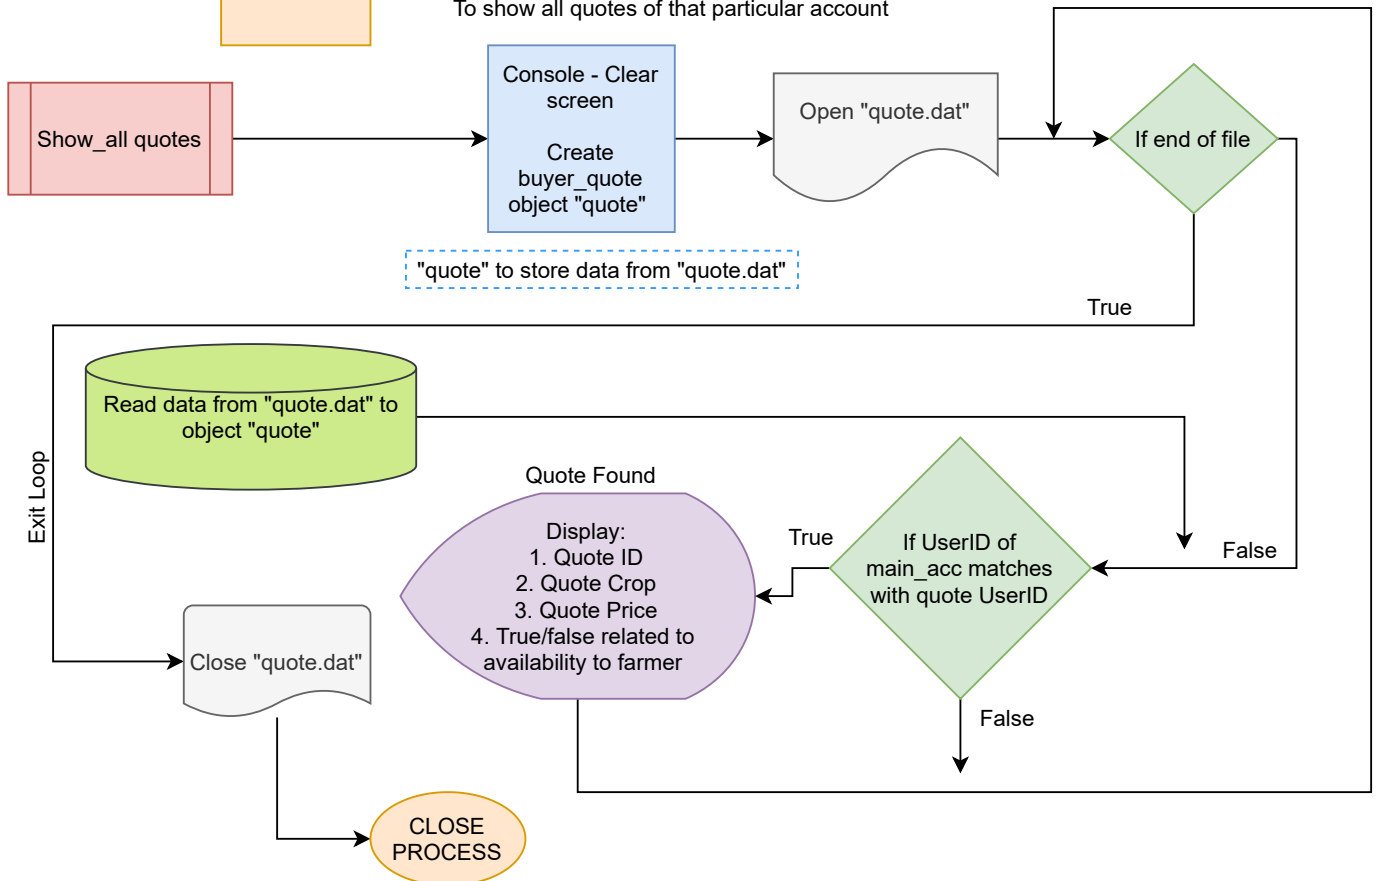 To show all quotes of that particular account
Show_all quotes
Console - Clear
screen
Create
buyer_quote
object "quote"
Open "quote.dat"
If end of file
"quote" to store data from "quote.dat"
True
Read data from "quote.dat" to
object "quote"
Exit Loop
Quote Found
Display:
1. Quote ID
2. Quote Crop
3. Quote Price
4. True/false related to
availability to farmer
True
If UserID of
main_acc matches
with quote UserID
False
Close "quote.dat"
False
CLOSE
PROCESS